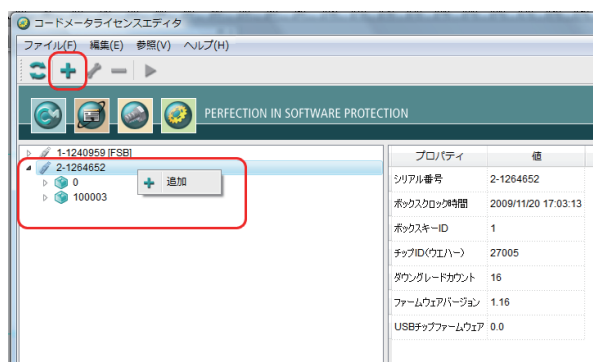 コードメータライセンスエディタ
ファイル(F) 編集(E) 参照(V) ヘルプ(H)
PERFECTION IN SOFTWARE PROTECTION
1-1240959 [FSB]
2-1264652
0
100003
追加
プロパティ 値
シリアル番号 2-1264652
ボックスクロック時間 2009/11/20 17:03:13
ボックスキーID 1
チップID(ウエハー) 27005
ダウングレードカウント 16
ファームウェアバージョン 1.16
USBチップファームウェア 0.0